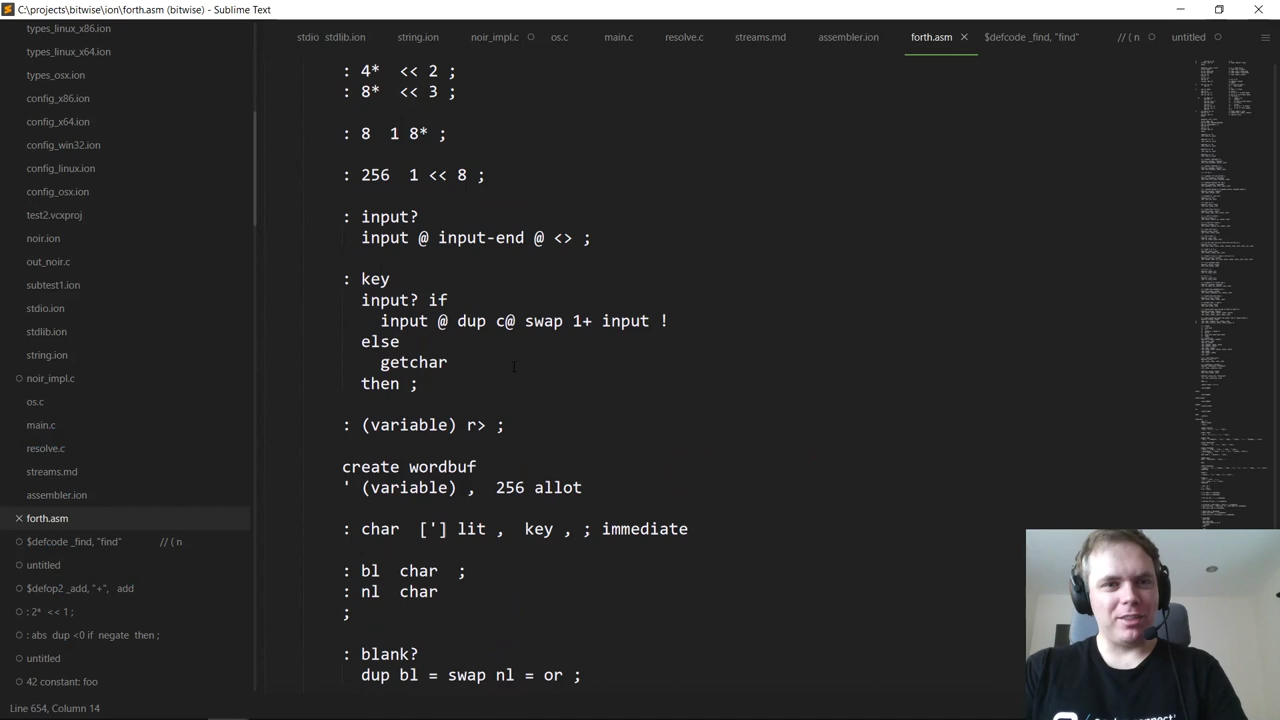 C:\projects\bitwise\ion\forth.asm (bitwise) - Sublime Text
stdio stdlib.ion string.ion noir_impl.c os.c main.c resolve.c streams.md assembler.ion forth.asm $defcode _find, "find" // ( n untitled
types_linux_x86.ion
types_linux_x64.ion
types_osx.ion
config_x86.ion
config_x64.ion
config_win32.ion
config_linux.ion
config_osx.ion
test2.vcxproj
noir.ion
out_noir.c
subtest1.ion
stdio.ion
stdlib.ion
string.ion
noir_impl.c
os.c
main.c
resolve.c
streams.md
assembler.ion
forth.asm
$defcode _find, "find" // ( n
untitled
$defop2 _add, "+", add
: 2* << 1 ;
: abs dup <0 if negate then ;
untitled
42 constant: foo
: 4* << 2 ;
: 8* << 3 ;
: 8 1 8* ;
: 256 1 << 8 ;
: input?
input @ input-end @ <> ;
: key
input? if
input @ dup c@ swap 1+ input !
else
getchar
then ;
: (variable) r> ;
create wordbuf
(variable) , 256 allot
: char ['] lit , key , ; immediate
: bl char ;
: nl char
;
: blank?
dup bl = swap nl = or ;
Line 654, Column 14